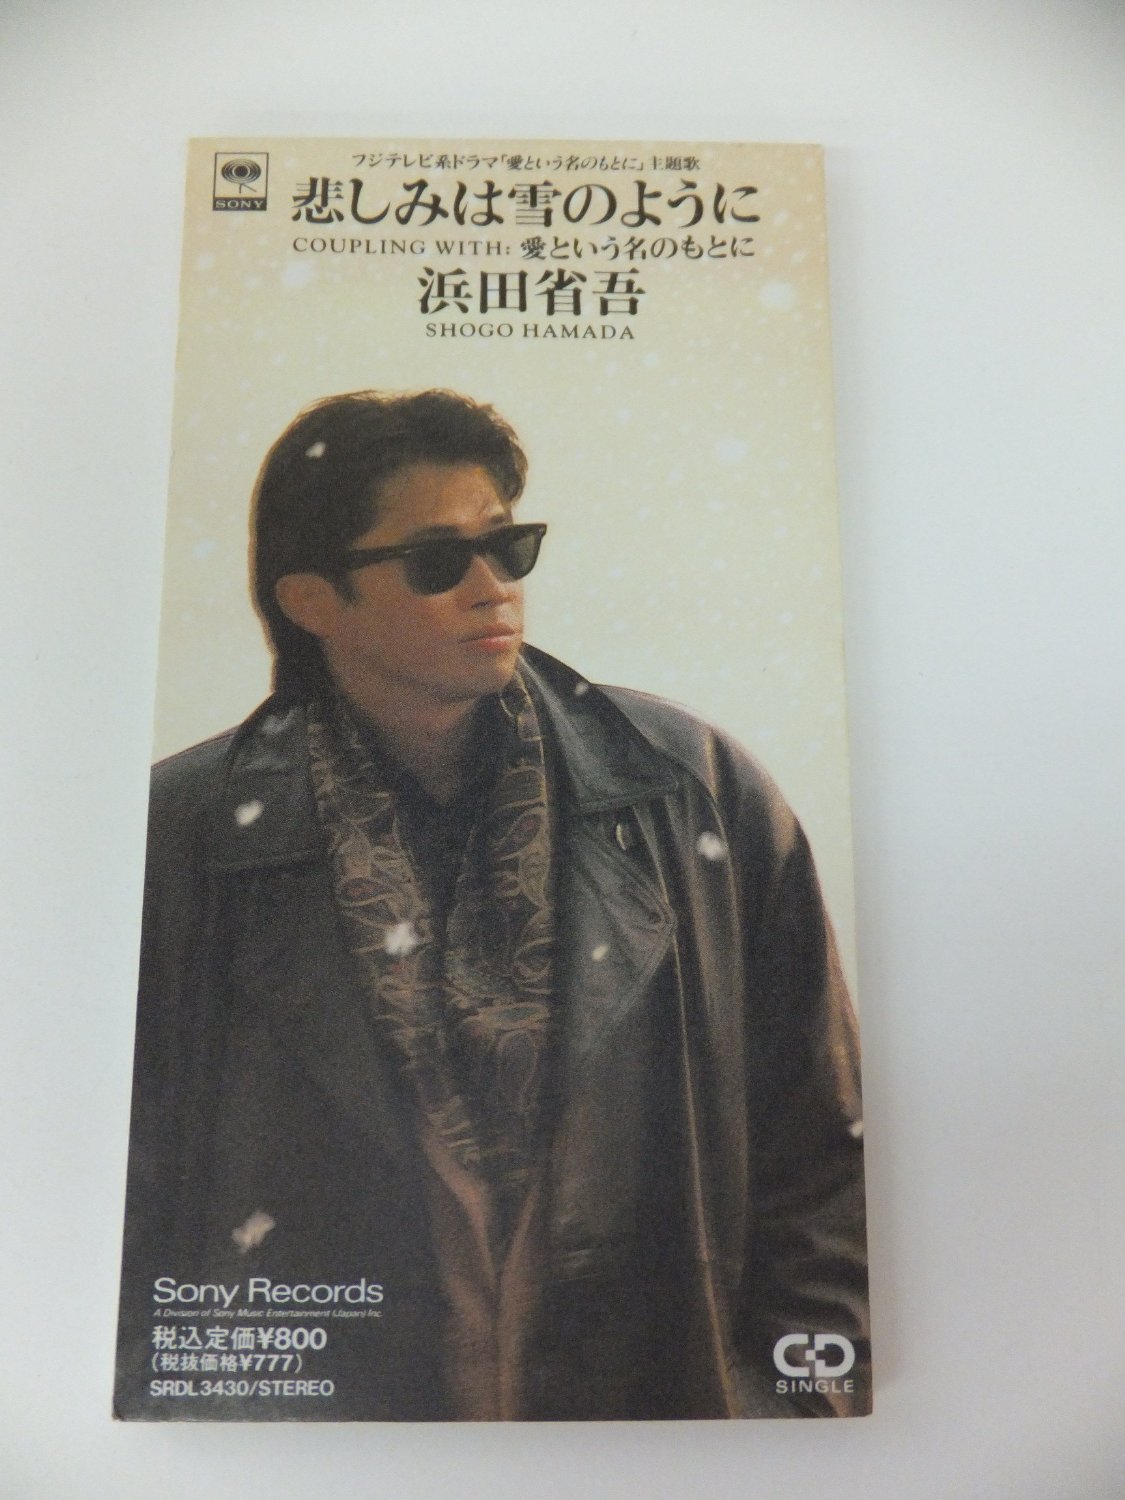 SONY
フジテレビ系ドラマ「愛という名のもとに」主題歌
悲しみは雪のように
COUPLING WITH: 愛という名のもとに
浜田省吾
SHOGO HAMADA
Sony Records
A Division of Sony Music Entertainment (Japan) Inc.
税込定価¥800
(税抜価格¥777)
SRDL3430/STEREO
CD
SINGLE